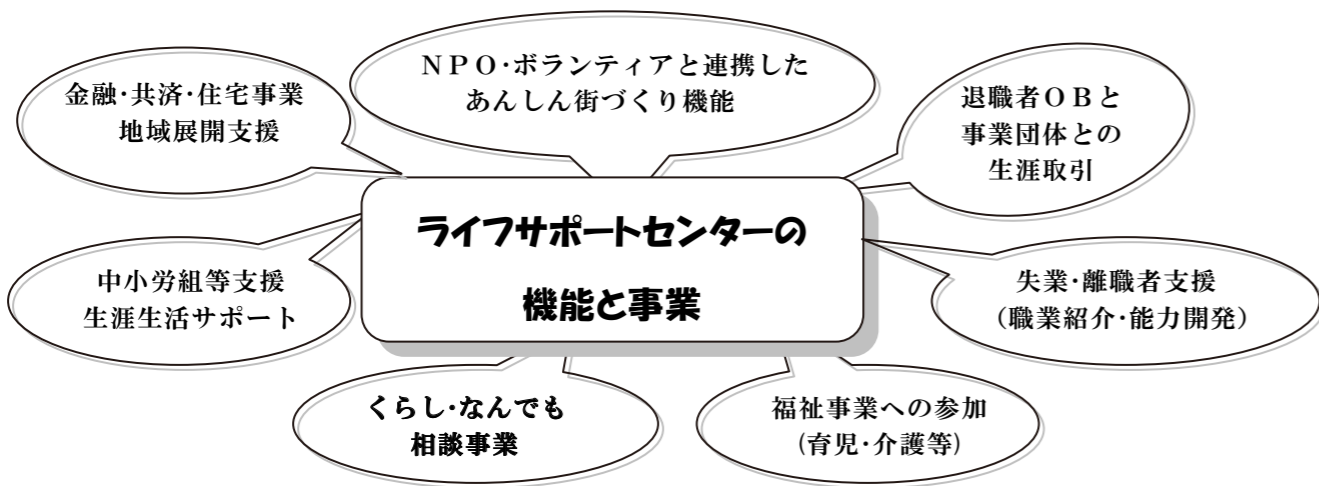 NPO・ボランティアと連携した
あんしん街づくり機能
金融・共済・住宅事業
地域展開支援
退職者OBと
事業団体との
生涯取引
ライフサポートセンターの
機能と事業
中小労組等支援
生涯生活サポート
失業・離職者支援
(職業紹介・能力開発)
くらし・なんでも
相談事業
福祉事業への参加
(育児・介護等)